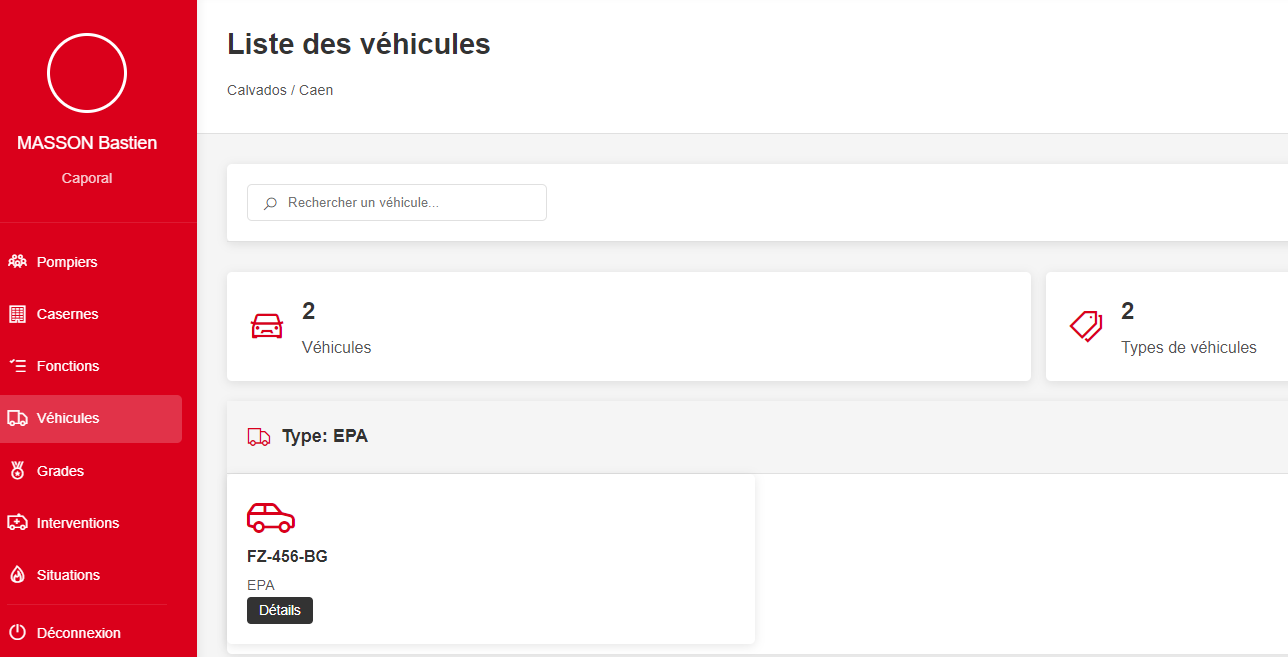 MASSON Bastien
Caporal
Pompiers
Casernes
Fonctions
Véhicules
Grades
Interventions
Situations
Déconnexion
Liste des véhicules
Calvados / Caen
Rechercher un véhicule...
2
Véhicules
2
Types de véhicules
Type: EPA
FZ-456-BG
EPA
Détails